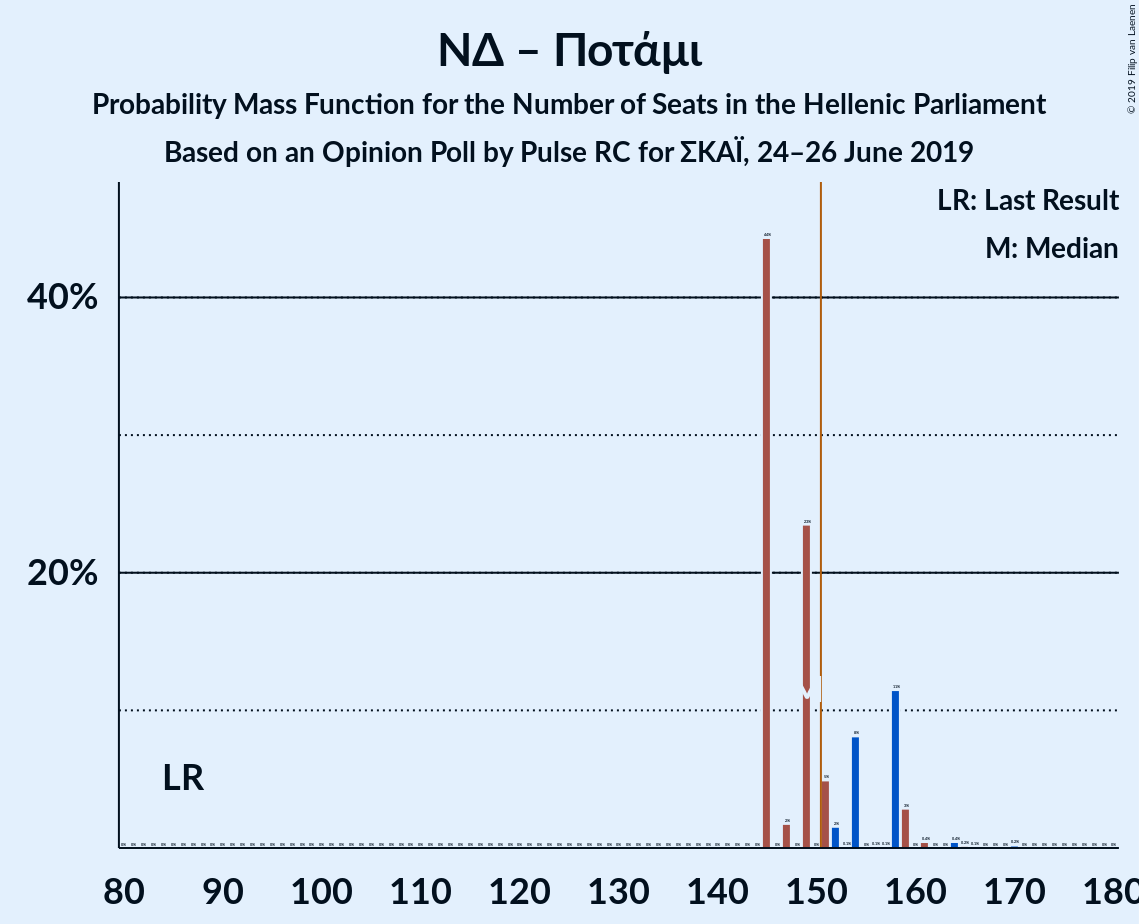 ΝΔ – Ποτάμι
Probability Mass Function for the Number of Seats in the Hellenic Parliament
Based on an Opinion Poll by Pulse RC for ΣΚΑΪ, 24–26 June 2019
© 2019 Filip van Laenen
LR: Last Result
M: Median
40%
20%
LR
M
80 90 100 110 120 130 140 150 160 170 180